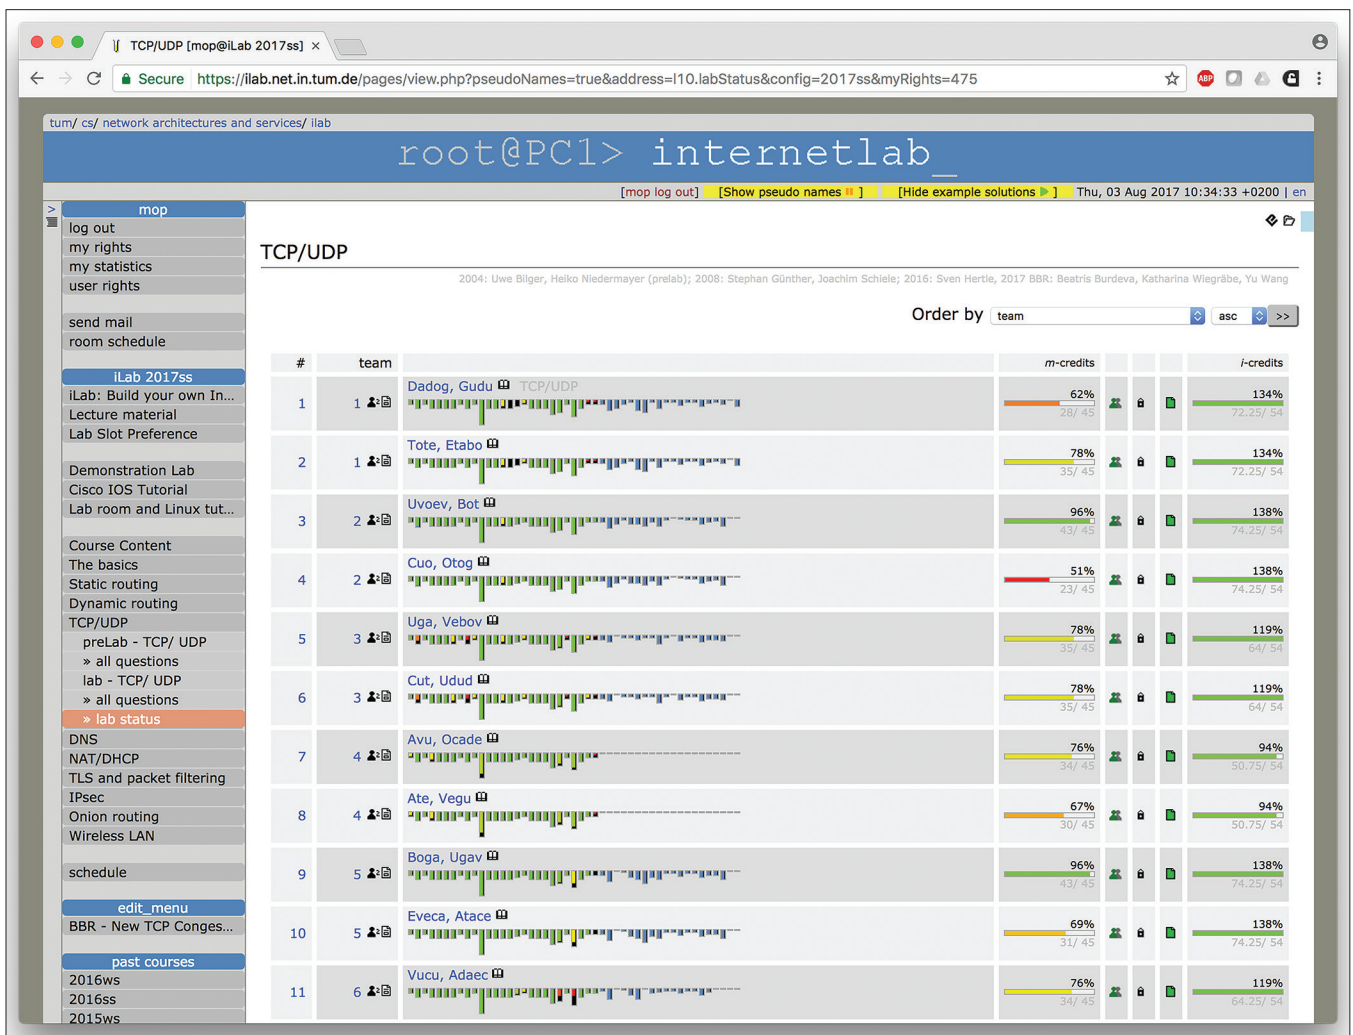 TCP/UDP [mop@iLab 2017ss] ×
Secure https://ilab.net.in.tum.de/pages/view.php?pseudoNames=true&address=l10.labStatus&config=2017ss&myRights=475
ABP
tum/ cs/ network architectures and services/ ilab
root@PC1> internetlab_
[mop log out] [Show pseudo names ] [Hide example solutions ] Thu, 03 Aug 2017 10:34:33 +0200 | en
>
mop
log out
my rights
my statistics
user rights
send mail
room schedule
iLab 2017ss
iLab: Build your own In...
Lecture material
Lab Slot Preference
Demonstration Lab
Cisco IOS Tutorial
Lab room and Linux tut...
Course Content
The basics
Static routing
Dynamic routing
TCP/UDP
preLab - TCP/ UDP
» all questions
lab - TCP/ UDP
» all questions
» lab status
DNS
NAT/DHCP
TLS and packet filtering
IPsec
Onion routing
Wireless LAN
schedule
edit_menu
BBR - New TCP Conges...
past courses
2016ws
2016ss
2015ws
TCP/UDP
2004: Uwe Bilger, Heiko Niedermayer (prelab); 2008: Stephan Günther, Joachim Schiele; 2016: Sven Hertle, 2017 BBR: Beatris Burdeva, Katharina Wiegräbe, Yu Wang
Order by team asc >>
# team m-credits i-credits
Dadog, Gudu TCP/UDP
1 1 62% 134%
28/ 45 72.25/ 54
Tote, Etabo
2 1 78% 134%
35/ 45 72.25/ 54
Uvoev, Bot
3 2 96% 138%
43/ 45 74.25/ 54
Cuo, Otog
4 2 51% 138%
23/ 45 74.25/ 54
Uga, Vebov
5 3 78% 119%
35/ 45 64/ 54
Cut, Udud
6 3 78% 119%
35/ 45 64/ 54
Avu, Ocade
7 4 76% 94%
34/ 45 50.75/ 54
Ate, Vegu
8 4 67% 94%
30/ 45 50.75/ 54
Boga, Ugav
9 5 96% 138%
43/ 45 74.25/ 54
Eveca, Atace
10 5 69% 138%
31/ 45 74.25/ 54
Vucu, Adaec
11 6 76% 119%
34/ 45 64.25/ 54